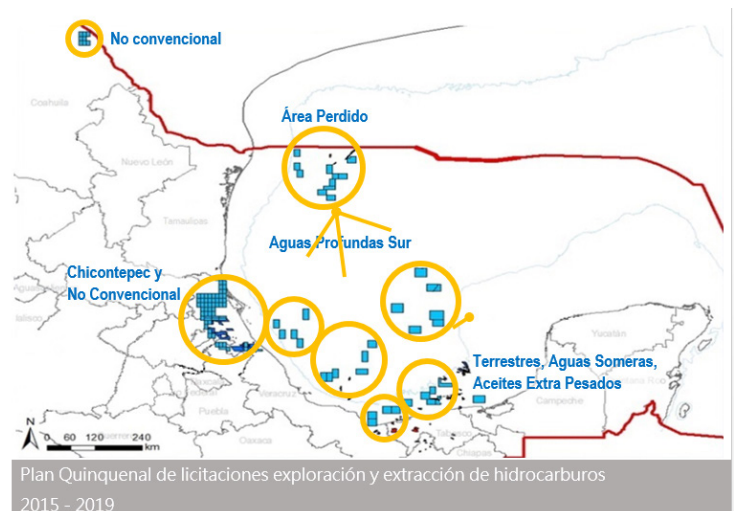 No convencional
Coahuila
Área Perdido
Nuevo León
Tamaulipas
Aguas Profundas Sur
Chicontepec y
No Convencional
Jalisco
Yucatán
Terrestres, Aguas Someras,
Aceites Extra Pesados
Campeche
Veracruz
Puebla
Tabasco
Oaxaca
Chiapas
N
0 60 120 240
km
Plan Quinquenal de licitaciones exploración y extracción de hidrocarburos
2015 - 2019